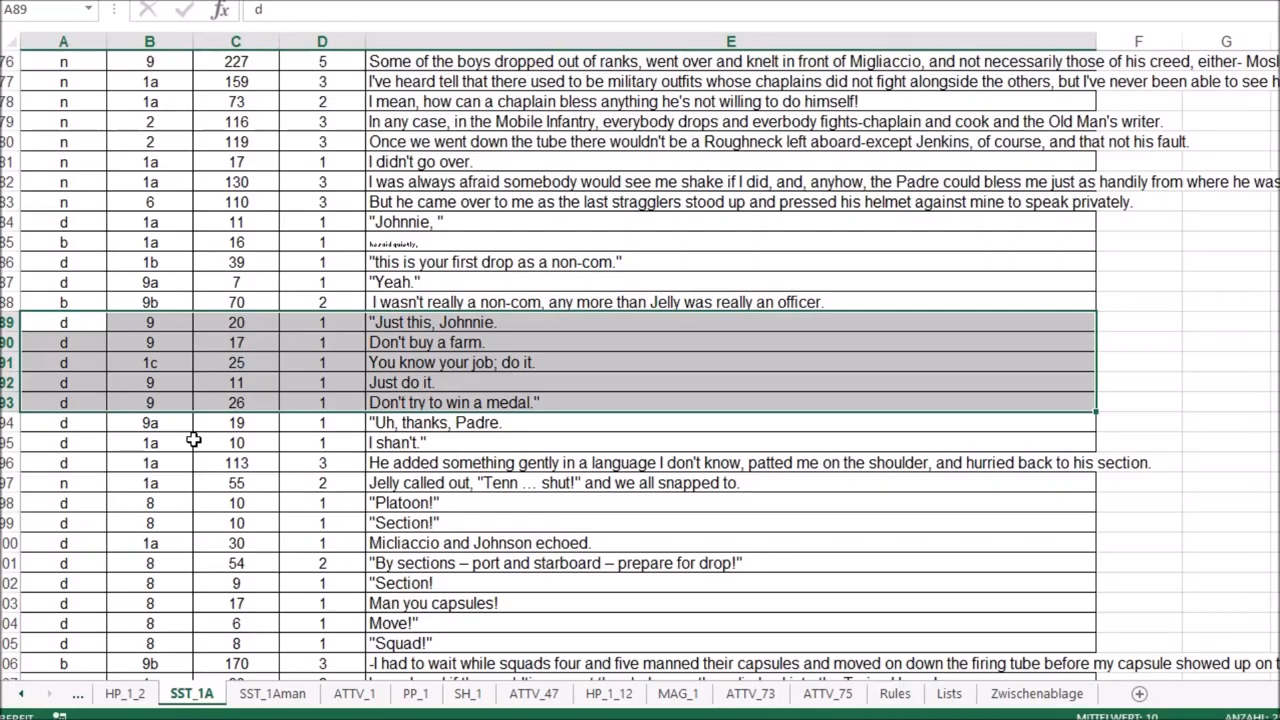 A89 fx d
A B C D E F G
76 n 9 227 5 Some of the boys dropped out of ranks, went over and knelt in front of Migliaccio, and not necessarily those of his creed, either- Mosl
77 n 1a 159 3 I've heard tell that there used to be military outfits whose chaplains did not fight alongside the others, but I've never been able to see h
78 n 1a 73 2 I mean, how can a chaplain bless anything he's not willing to do himself!
79 n 2 116 3 In any case, in the Mobile Infantry, everybody drops and everbody fights-chaplain and cook and the Old Man's writer.
80 n 2 119 3 Once we went down the tube there wouldn't be a Roughneck left aboard-except Jenkins, of course, and that not his fault.
81 n 1a 17 1 I didn't go over.
82 n 1a 130 3 I was always afraid somebody would see me shake if I did, and, anyhow, the Padre could bless me just as handily from where he was
83 n 6 110 3 But he came over to me as the last stragglers stood up and pressed his helmet against mine to speak privately.
84 d 1a 11 1 "Johnnie, "
85 b 1a 16 1 he said quietly,
86 d 1b 39 1 "this is your first drop as a non-com."
87 d 9a 7 1 "Yeah."
88 b 9b 70 2 I wasn't really a non-com, any more than Jelly was really an officer.
89 d 9 20 1 "Just this, Johnnie.
90 d 9 17 1 Don't buy a farm.
91 d 1c 25 1 You know your job; do it.
92 d 9 11 1 Just do it.
93 d 9 26 1 Don't try to win a medal."
94 d 9a 19 1 "Uh, thanks, Padre.
95 d 1a 10 1 I shan't."
96 d 1a 113 3 He added something gently in a language I don't know, patted me on the shoulder, and hurried back to his section.
97 n 1a 55 2 Jelly called out, "Tenn … shut!" and we all snapped to.
98 d 8 10 1 "Platoon!"
99 d 8 10 1 "Section!"
00 d 1a 30 1 Micliaccio and Johnson echoed.
01 d 8 54 2 "By sections – port and starboard – prepare for drop!"
02 d 8 9 1 "Section!
03 d 8 17 1 Man you capsules!
04 d 8 6 1 Move!"
05 d 8 8 1 "Squad!"
06 b 9b 170 3 -I had to wait while squads four and five manned their capsules and moved on down the firing tube before my capsule showed up on t
... HP_1_2 SST_1A SST_1Aman ATTV_1 PP_1 SH_1 ATTV_47 HP_1_12 MAG_1 ATTV_73 ATTV_75 Rules Lists Zwischenablage
BEREIT MITTELWERT: 10 ANZAHL: 2